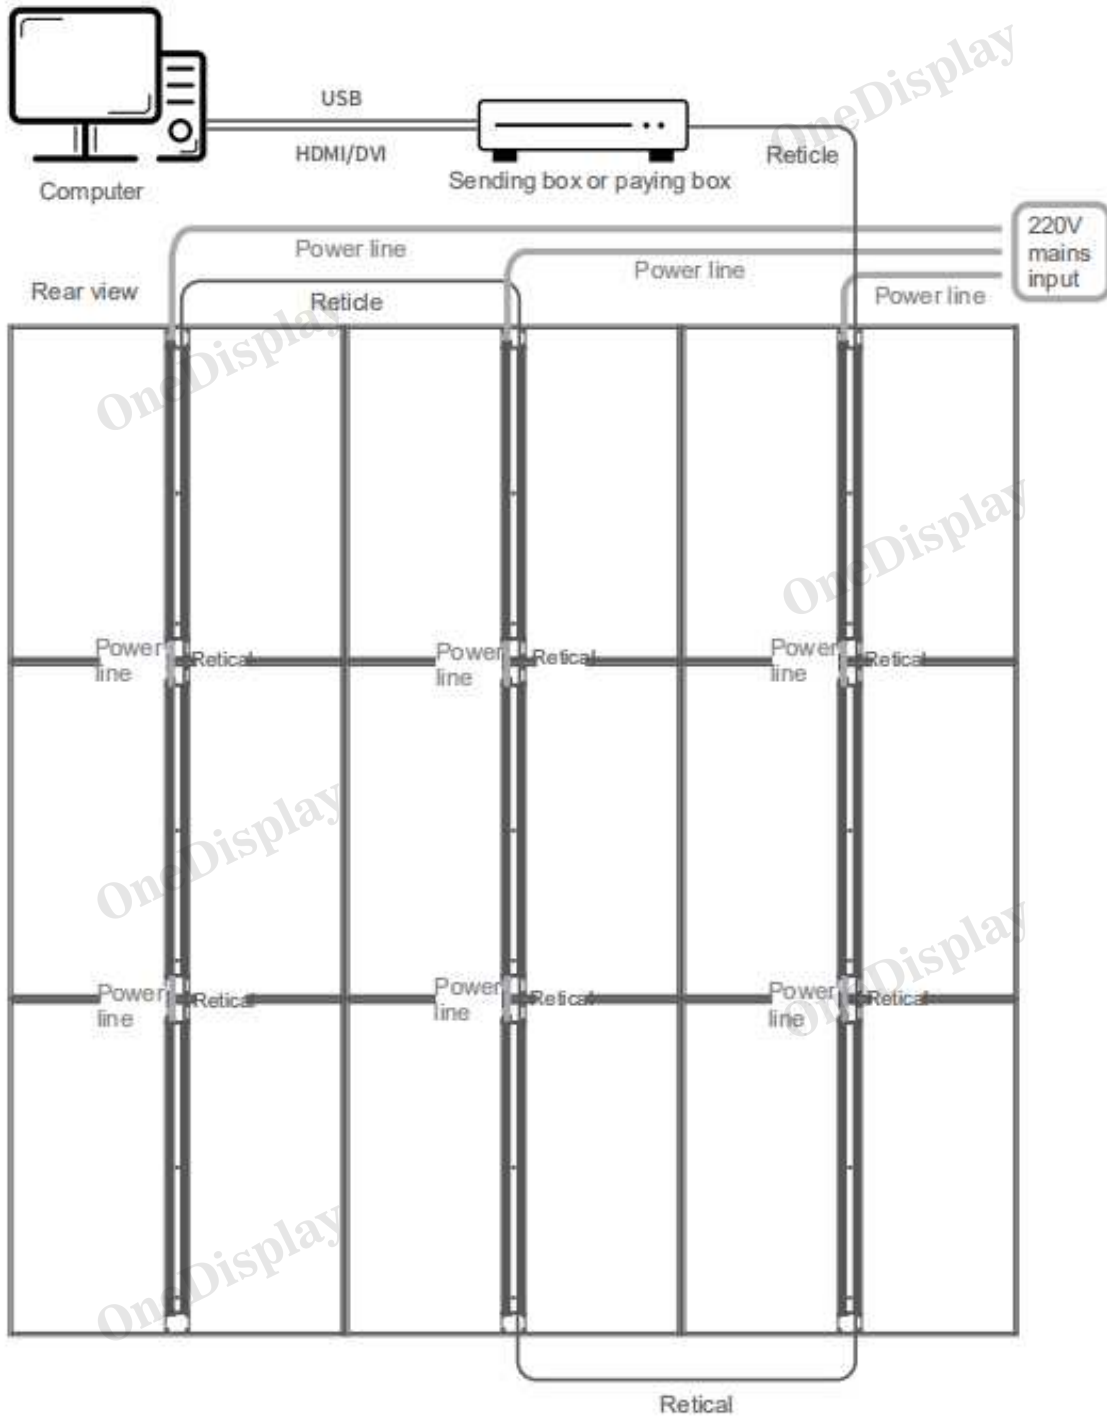 OneDisplay
USB
HDMI/DVI
Reticle
Computer
Sending box or paying box
220V
mains
input
Power line
Power line
Power line
Rear view
Reticle
OneDisplay
OneDisplay
Power
line
Retical
Power
line
Retical
Power
line
Retical
OneDisplay
OneDisplay
Power
line
Retical
Power
line
Retical
Power
line
Retical
OneDisplay
Retical